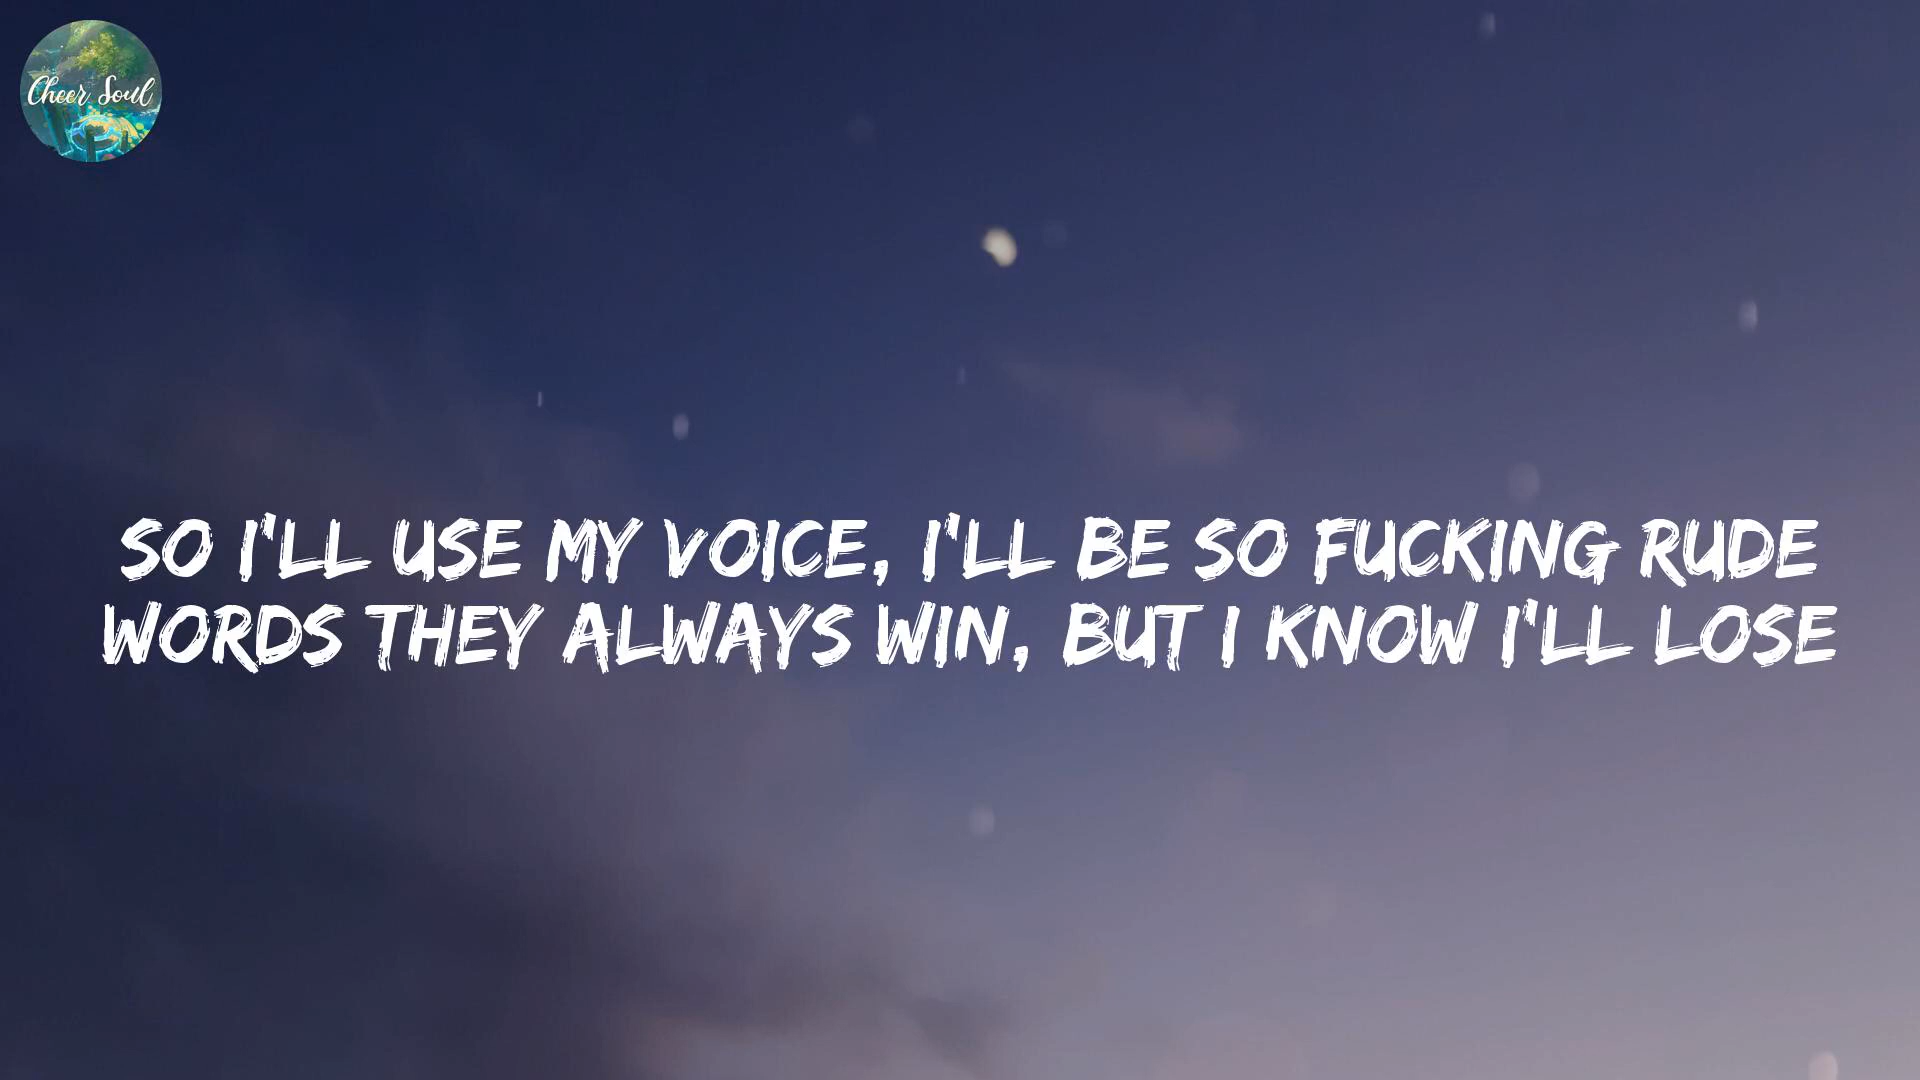 Cheer Soul
SO I'LL USE MY VOICE, I'LL BE SO FUCKING RUDE
WORDS THEY ALWAYS WIN, BUT I KNOW I'LL LOSE